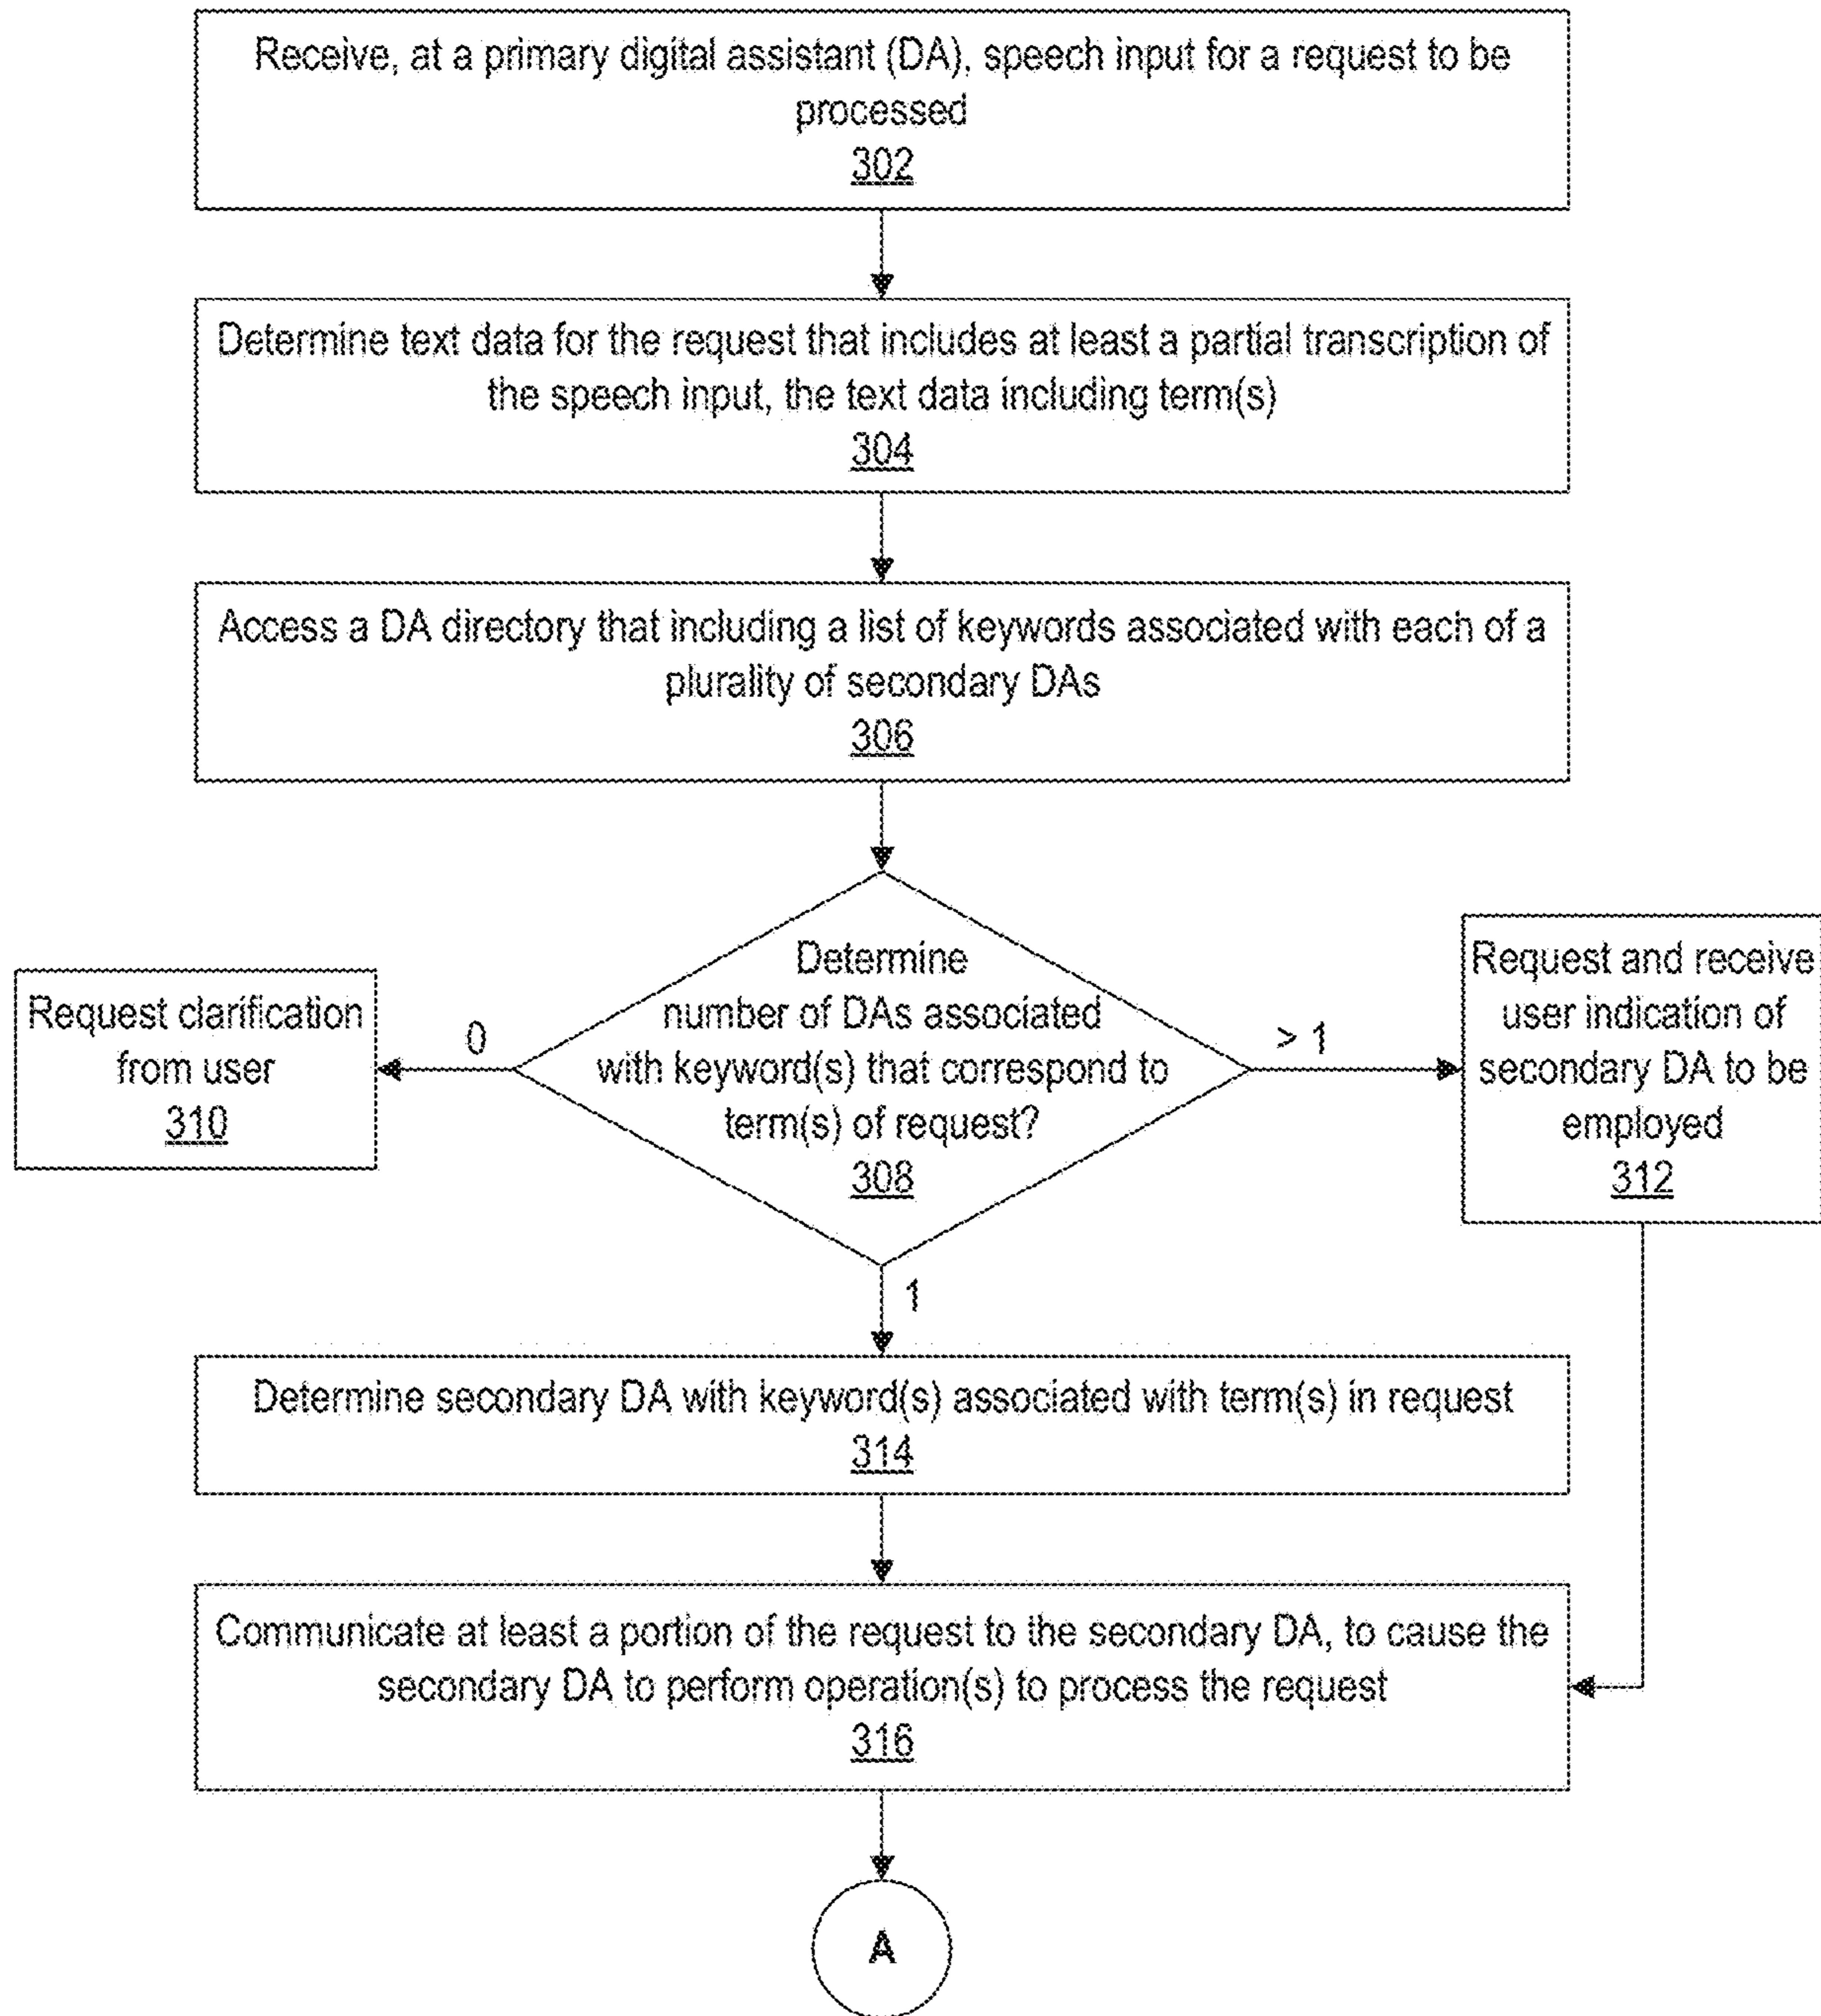 Receive, at a primary digital assistant (DA), speech input for a request to be
processed
302
Determine text data for the request that includes at least a partial transcription of
the speech input, the text data including term(s)
304
Access a DA directory that including a list of keywords associated with each of a
plurality of secondary DAs
306
Determine
number of DAs associated
with keyword(s) that correspond to
term(s) of request?
308
0
Request clarification
from user
310
> 1
Request and receive
user indication of
secondary DA to be
employed
312
1
Determine secondary DA with keyword(s) associated with term(s) in request
314
Communicate at least a portion of the request to the secondary DA, to cause the
secondary DA to perform operation(s) to process the request
316
A